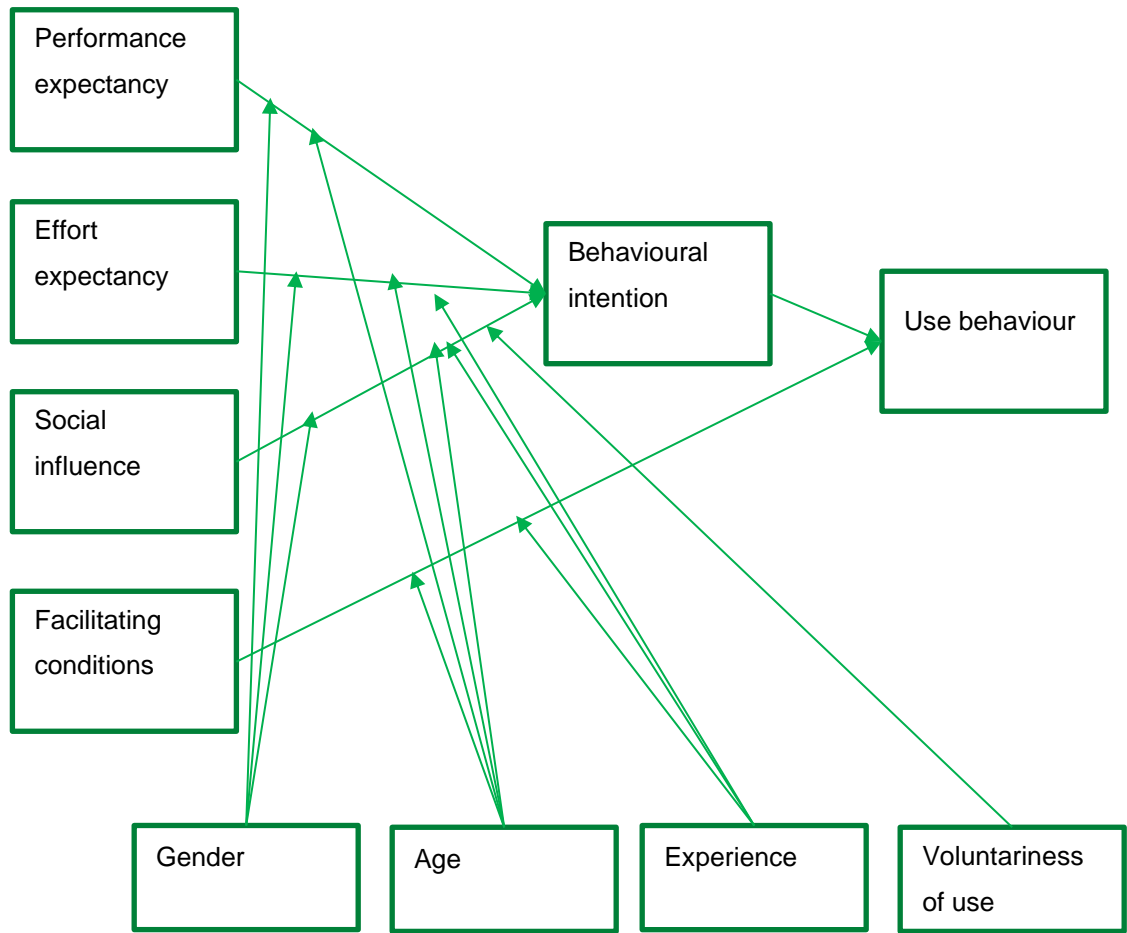 Performance
expectancy
Effort
expectancy
Behavioural
intention
Use behaviour
Social
influence
Facilitating
conditions
Gender
Age
Experience
Voluntariness
of use